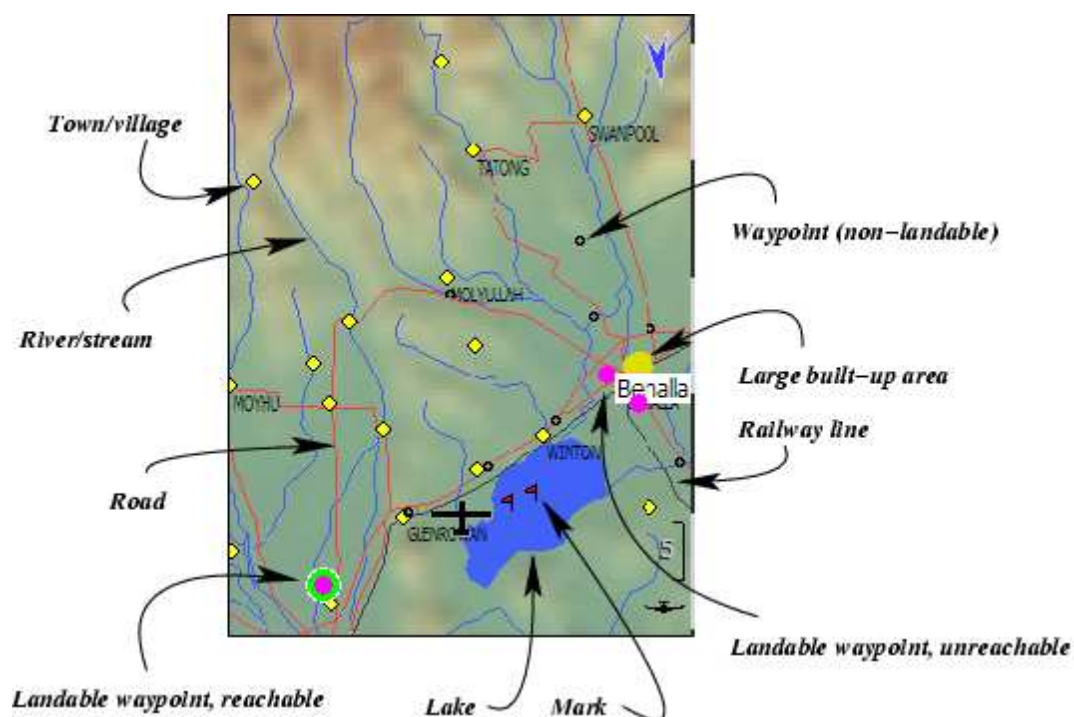 Town/village
SWANPOOL
TATONG
Waypoint (non-landable)
MOLYULLAH
River/stream
Large built-up area
Benalla
MOYHU
Railway line
WINTON
Road
GLENROWAN
5
Landable waypoint, unreachable
Landable waypoint, reachable
Lake
Mark